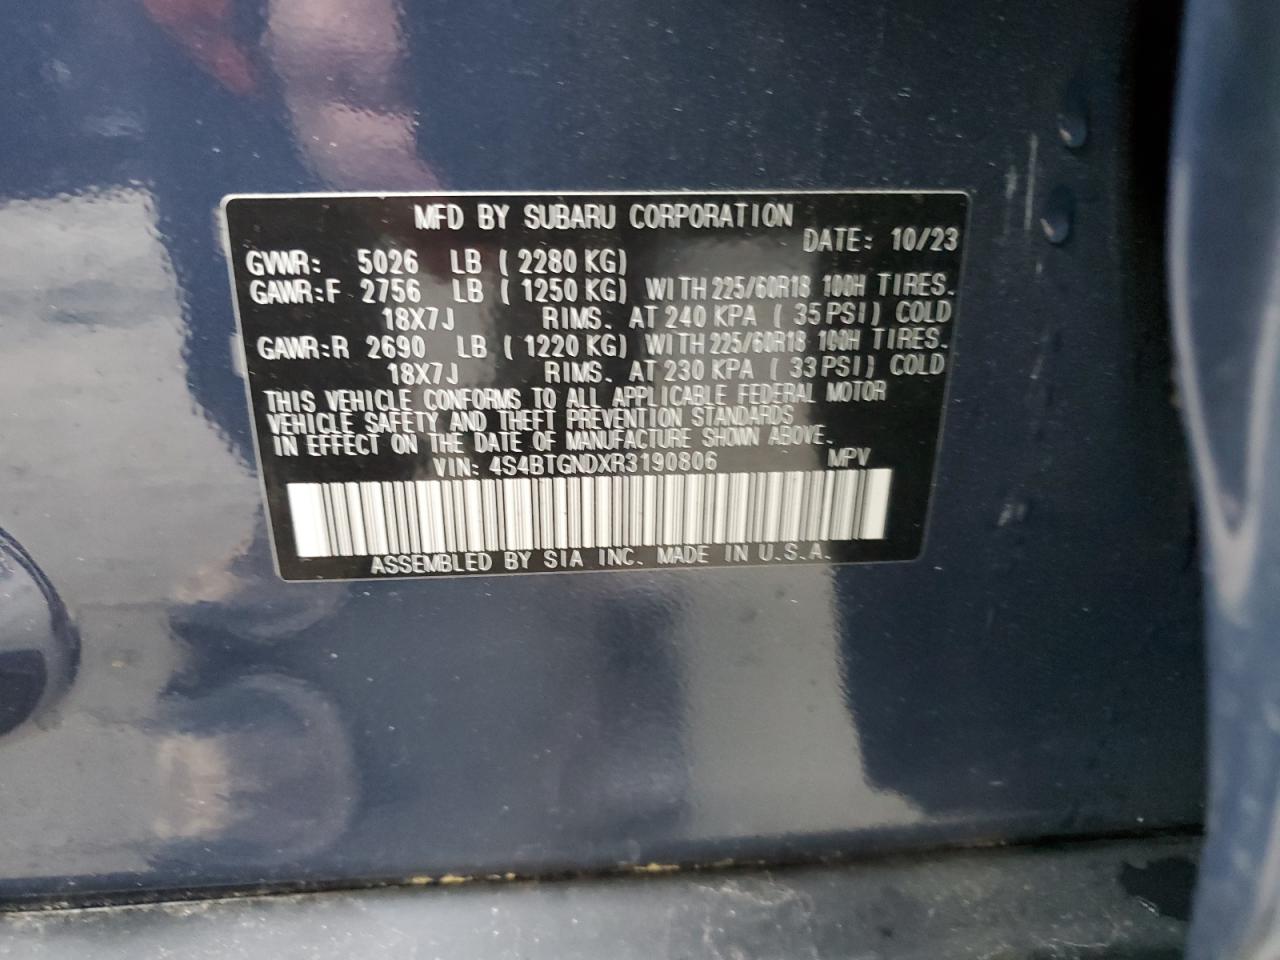 MFD BY SUBARU CORPORATION
DATE: 10/23
GVWR: 5026 LB ( 2280 KG)
GAWR:F 2756 LB ( 1250 KG) WITH 225/60R18 100H TIRES.
18X7J RIMS. AT 240 KPA ( 35 PSI) COLD
GAWR:R 2690 LB ( 1220 KG) WITH 225/60R18 100H TIRES.
18X7J RIMS. AT 230 KPA ( 33 PSI) COLD
THIS VEHICLE CONFORMS TO ALL APPLICABLE FEDERAL MOTOR
VEHICLE SAFETY AND THEFT PREVENTION STANDARDS
IN EFFECT ON THE DATE OF MANUFACTURE SHOWN ABOVE.
VIN: 4S4BTGNDXR3190806 MPV
ASSEMBLED BY SIA INC. MADE IN U.S.A.